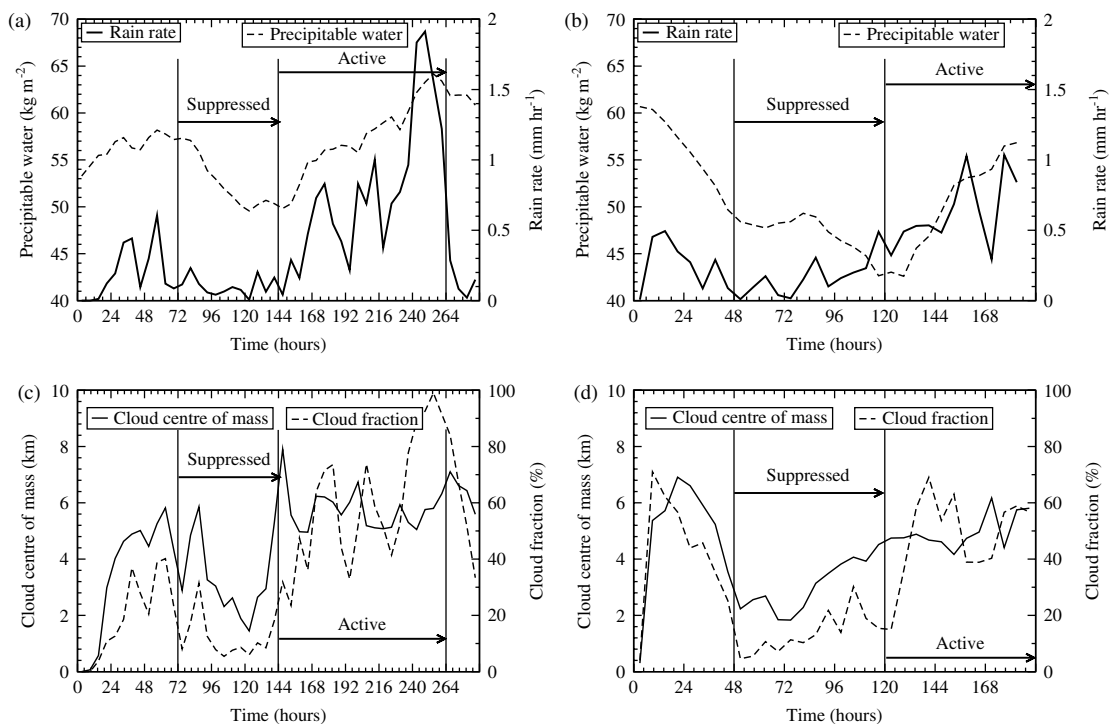 (a)
70
65
60
55
50
45
40
Precipitable water (kg m-2)
Rain rate
Precipitable water
Active
Suppressed
2
1.5
1
0.5
0
Rain rate (mm hr-1)
0 24 48 72 96 120 144 168 192 216 240 264
Time (hours)
(b)
70
65
60
55
50
45
40
Precipitable water (kg m-2)
Rain rate
Precipitable water
Active
Suppressed
2
1.5
1
0.5
0
Rain rate (mm hr-1)
0 24 48 72 96 120 144 168
Time (hours)
(c)
10
8
6
4
2
0
Cloud centre of mass (km)
Cloud centre of mass
Cloud fraction
Suppressed
Active
100
80
60
40
20
0
Cloud fraction (%)
0 24 48 72 96 120 144 168 192 216 240 264
Time (hours)
(d)
10
8
6
4
2
0
Cloud centre of mass (km)
Cloud centre of mass
Cloud fraction
Suppressed
Active
100
80
60
40
20
0
Cloud fraction (%)
0 24 48 72 96 120 144 168
Time (hours)